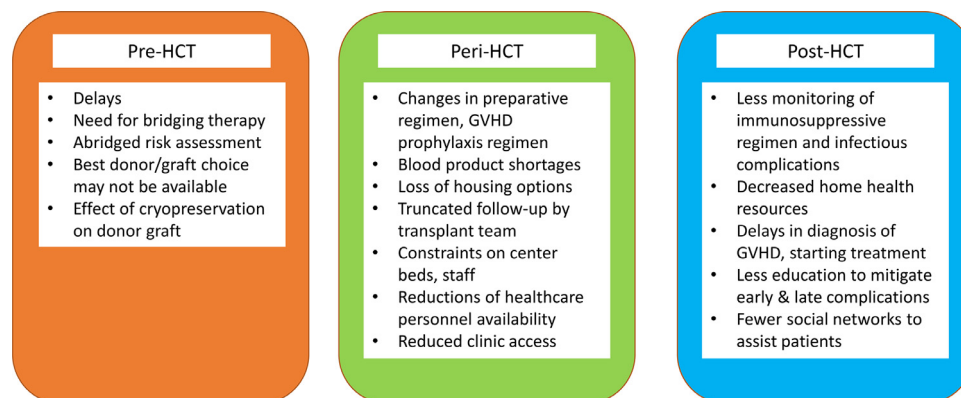 Pre-HCT
• Delays
• Need for bridging therapy
• Abridged risk assessment
• Best donor/graft choice
may not be available
• Effect of cryopreservation
on donor graft
Peri-HCT
• Changes in preparative
regimen, GVHD
prophylaxis regimen
• Blood product shortages
• Loss of housing options
• Truncated follow-up by
transplant team
• Constraints on center
beds, staff
• Reductions of healthcare
personnel availability
• Reduced clinic access
Post-HCT
• Less monitoring of
immunosuppressive
regimen and infectious
complications
• Decreased home health
resources
• Delays in diagnosis of
GVHD, starting treatment
• Less education to mitigate
early & late complications
• Fewer social networks to
assist patients